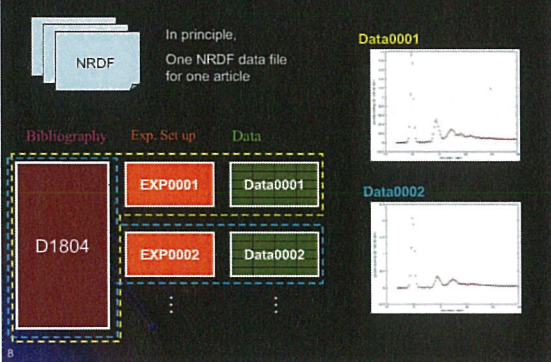 NRDF
In principle,
One NRDF data file
for one article
Data0001
Bibliography Exp. Set up Data
EXP0001 Data0001
D1804
EXP0002 Data0002
Data0002
8